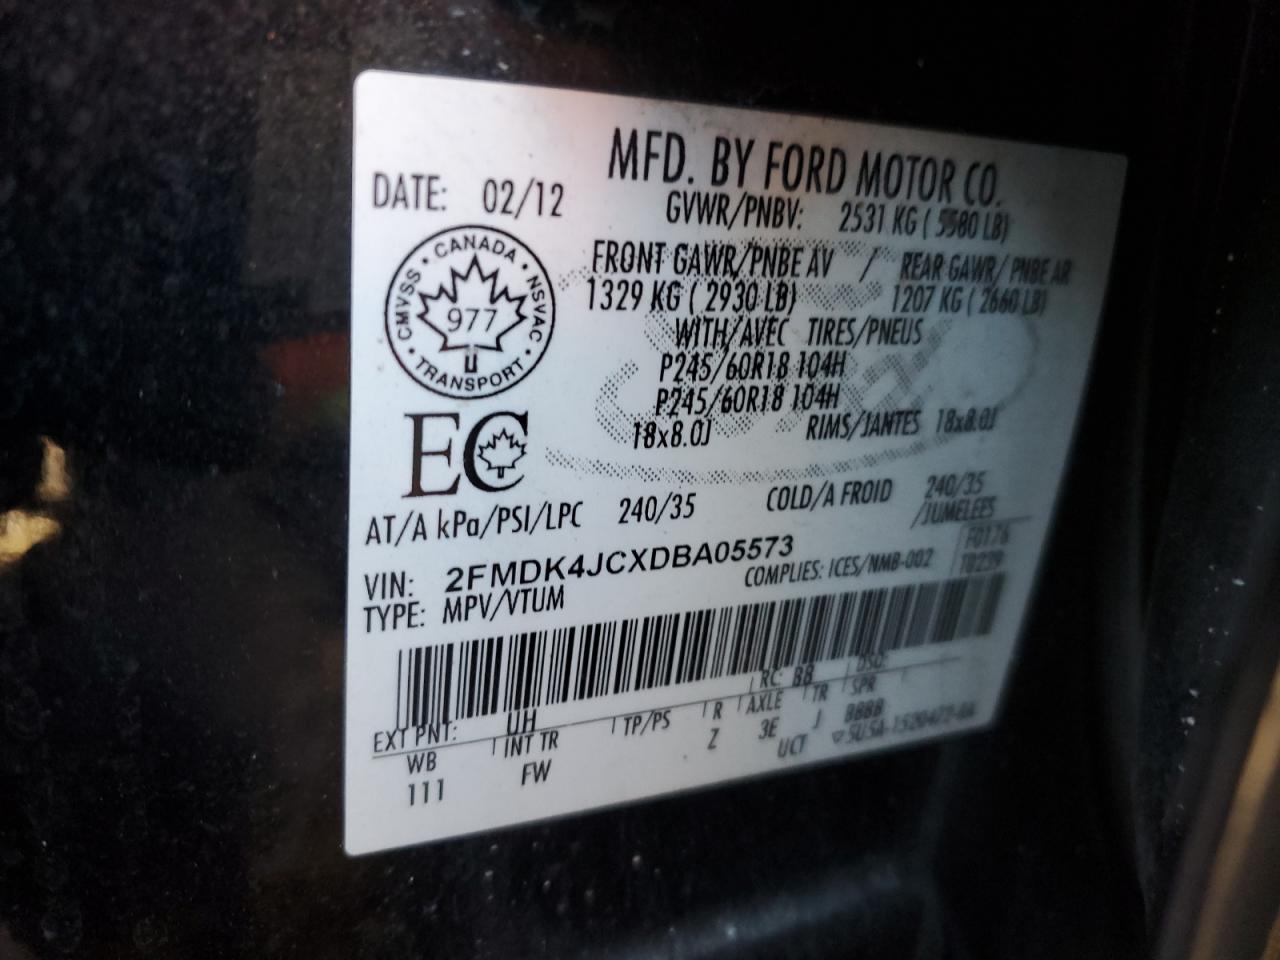 MFD. BY FORD MOTOR CO.
DATE: 02/12 GVWR/PNBV: 2531 KG ( 5580 LB)
CMVSS • CANADA • NSVAC • TRANSPORT •
977
FRONT GAWR/PNBE AV / REAR GAWR/ PNBE AR
1329 KG ( 2930 LB) 1207 KG ( 2660 LB)
WITH/AVEC TIRES/PNEUS
P245/60R18 104H
P245/60R18 104H
18x8.0J RIMS/JANTES 18x8.0J
EC
AT/A kPa/PSI/LPC 240/35 COLD/A FROID 240/35
/JUMELEES
VIN: 2FMDK4JCXDBA05573 F0176
TYPE: MPV/VTUM COMPLIES: ICES/NMB-002 T0239
RC: BB DSO:
EXT PNT: UH
WB INT TR TP/PS R AXLE TR SPR
111 FW Z 3E J BBBB
UCT